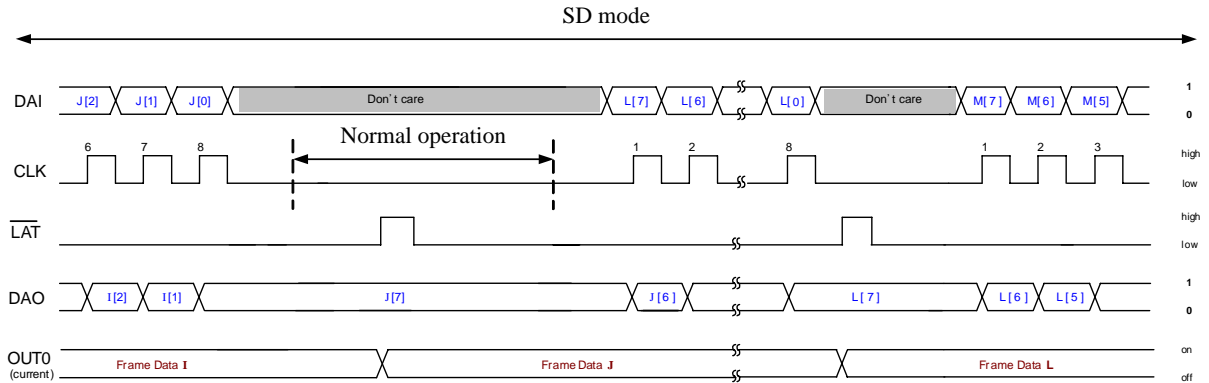 SD mode
DAI J[2] J[1] J[0] Don't care L[7] L[6] L[0] Don't care M[7] M[6] M[5] 1 0
Normal operation
6 7 8 1 2 8 1 2 3
CLK high low
LAT high low
DAO I[2] I[1] J[7] J[6] L[7] L[6] L[5] 1 0
OUT0 (current) Frame Data I Frame Data J Frame Data L on off